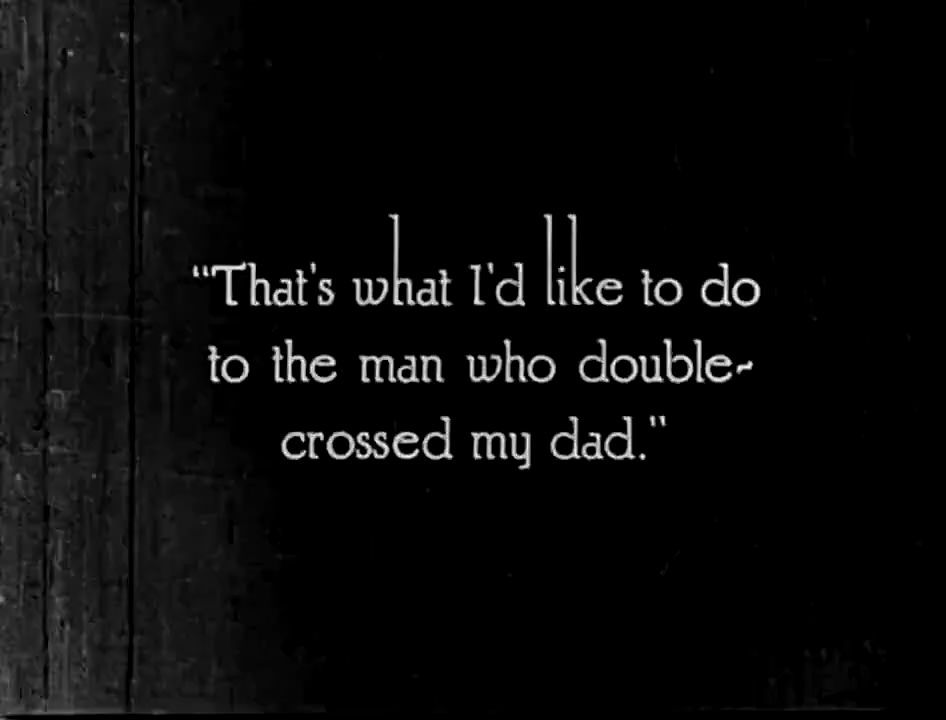 "That's what I'd like to do
to the man who double-
crossed my dad."